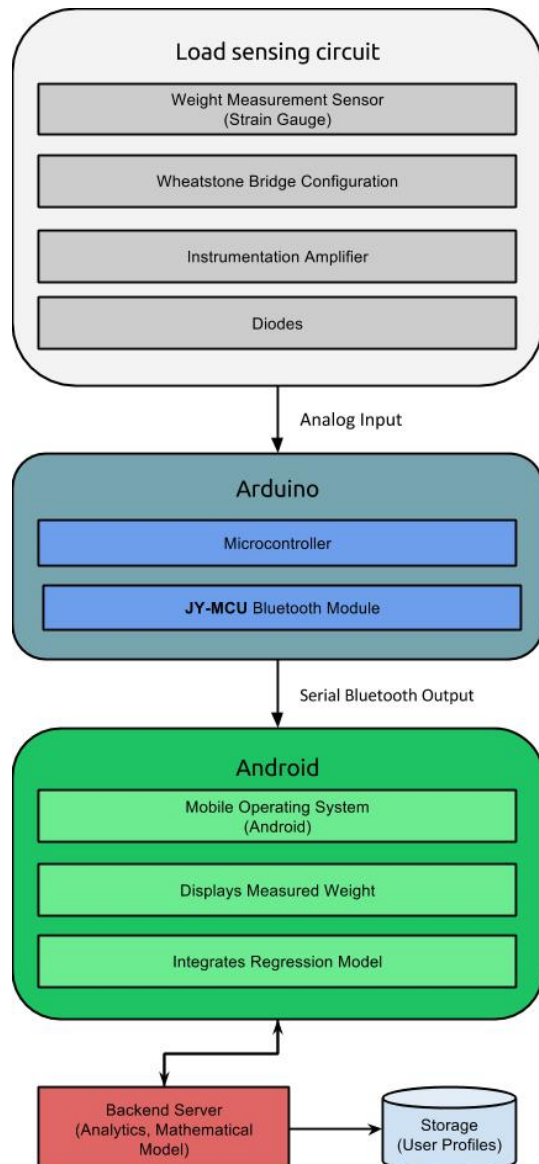 Load sensing circuit
Weight Measurement Sensor
(Strain Gauge)
Wheatstone Bridge Configuration
Instrumentation Amplifier
Diodes
Analog Input
Arduino
Microcontroller
JY-MCU Bluetooth Module
Serial Bluetooth Output
Android
Mobile Operating System
(Android)
Displays Measured Weight
Integrates Regression Model
Backend Server
(Analytics, Mathematical
Model)
Storage
(User Profiles)